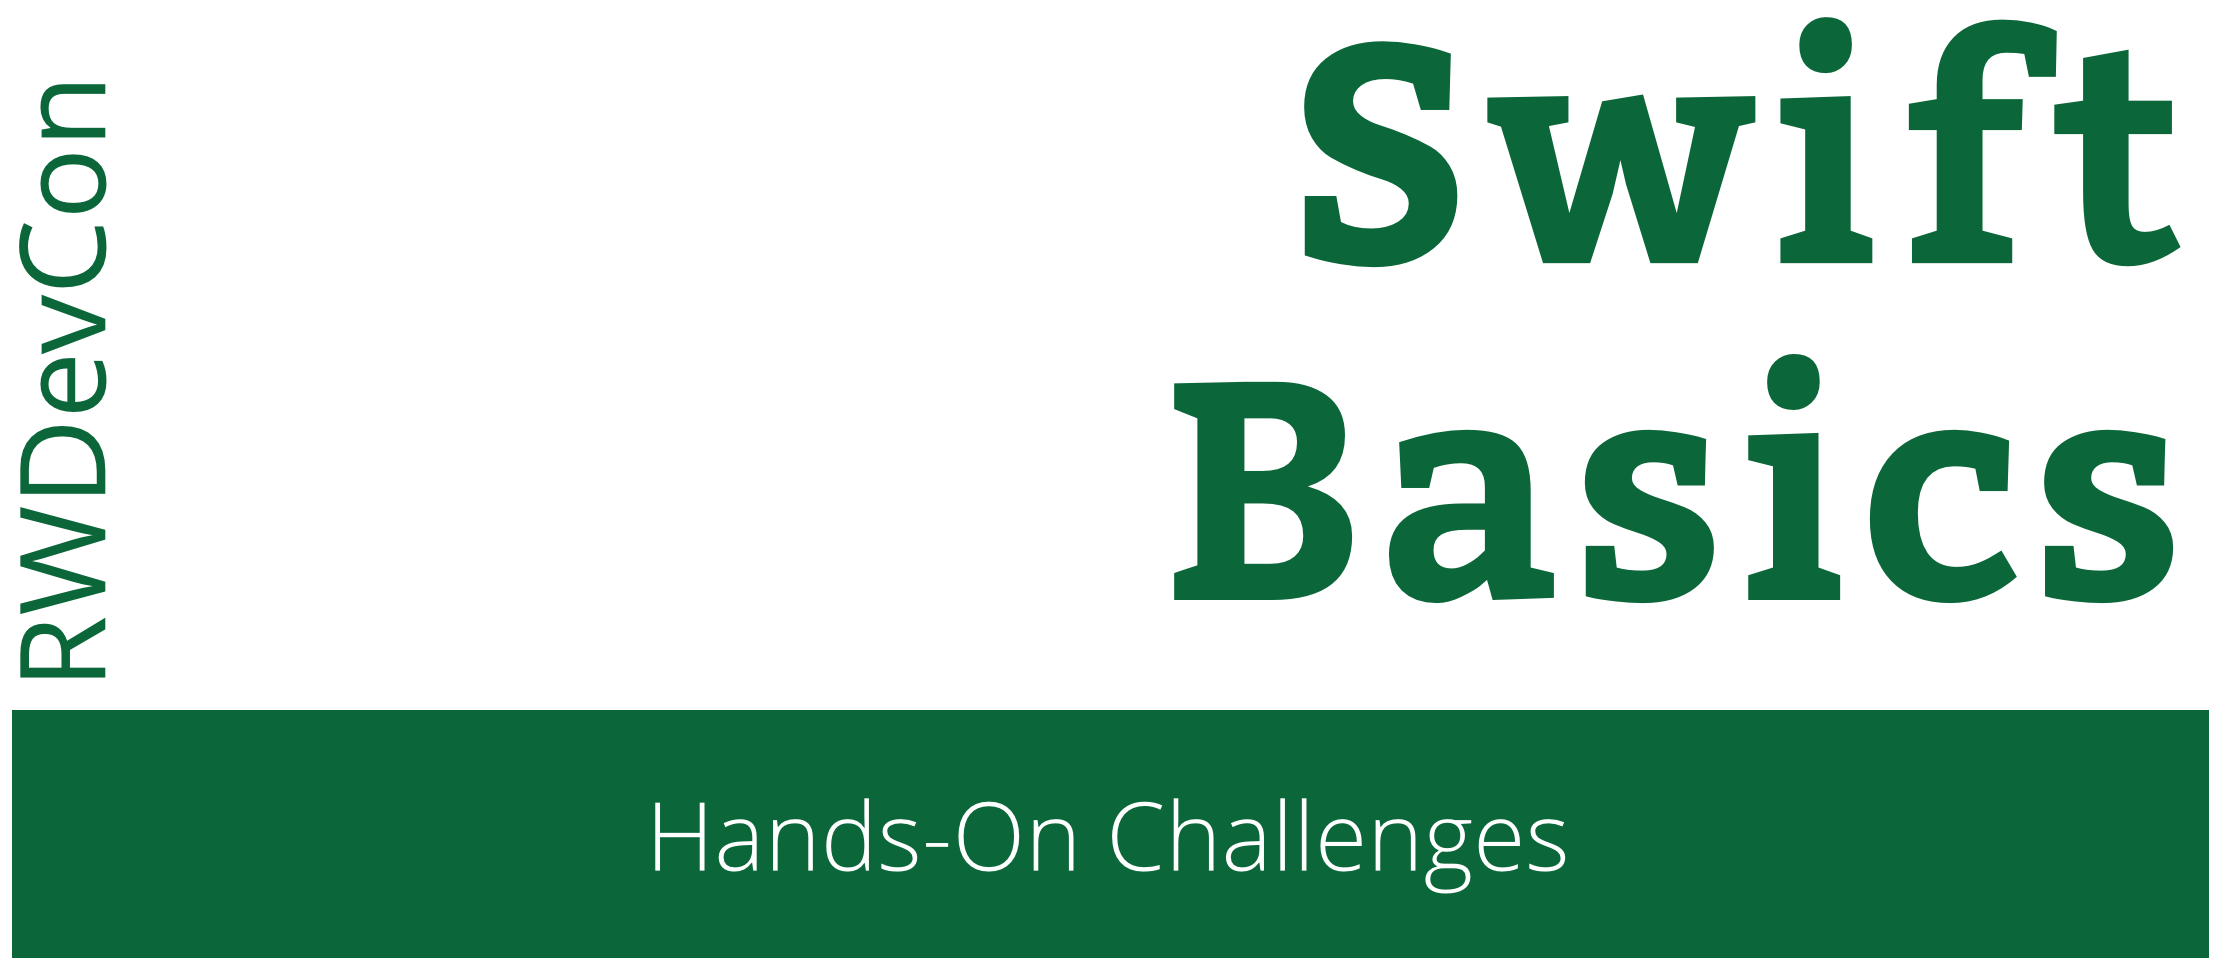 RWDevCon
Swift
Basics
Hands-On Challenges